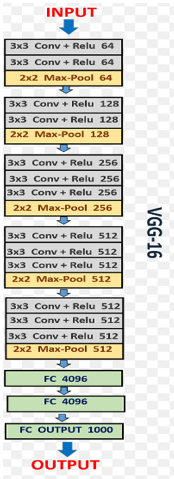 INPUT
3x3 Conv + Relu 64
3x3 Conv + Relu 64
2x2 Max-Pool 64
3x3 Conv + Relu 128
3x3 Conv + Relu 128
2x2 Max-Pool 128
3x3 Conv + Relu 256
3x3 Conv + Relu 256
3x3 Conv + Relu 256
2x2 Max-Pool 256
3x3 Conv + Relu 512
3x3 Conv + Relu 512
3x3 Conv + Relu 512
2x2 Max-Pool 512
3x3 Conv + Relu 512
3x3 Conv + Relu 512
3x3 Conv + Relu 512
2x2 Max-Pool 512
FC 4096
FC 4096
FC OUTPUT 1000
OUTPUT
VGG-16